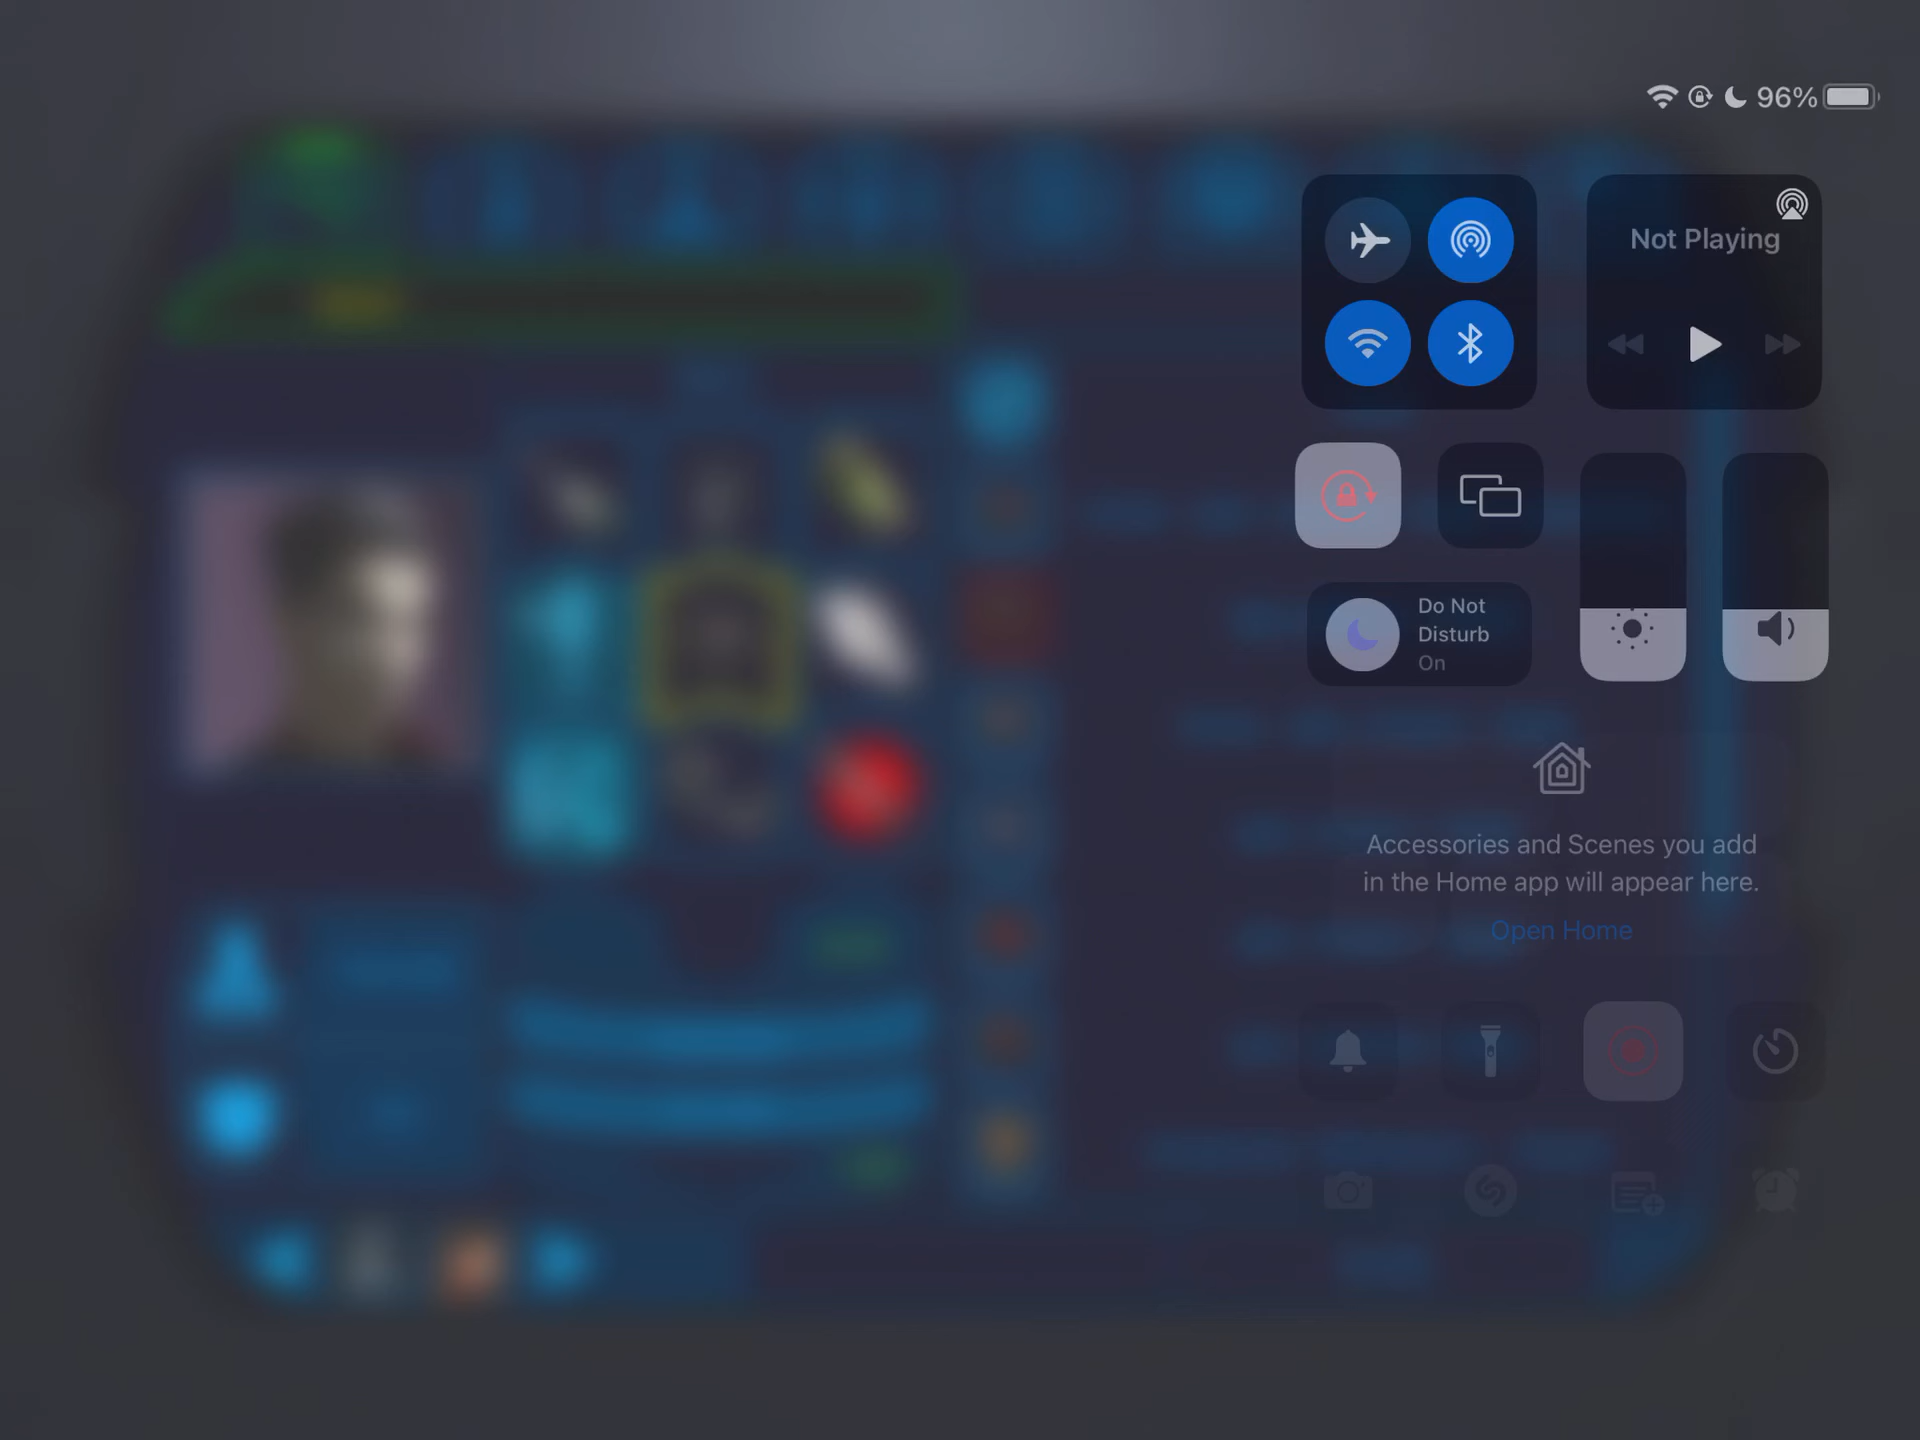 96%
Not Playing
Do Not
Disturb
On
Accessories and Scenes you add
in the Home app will appear here.
Open Home